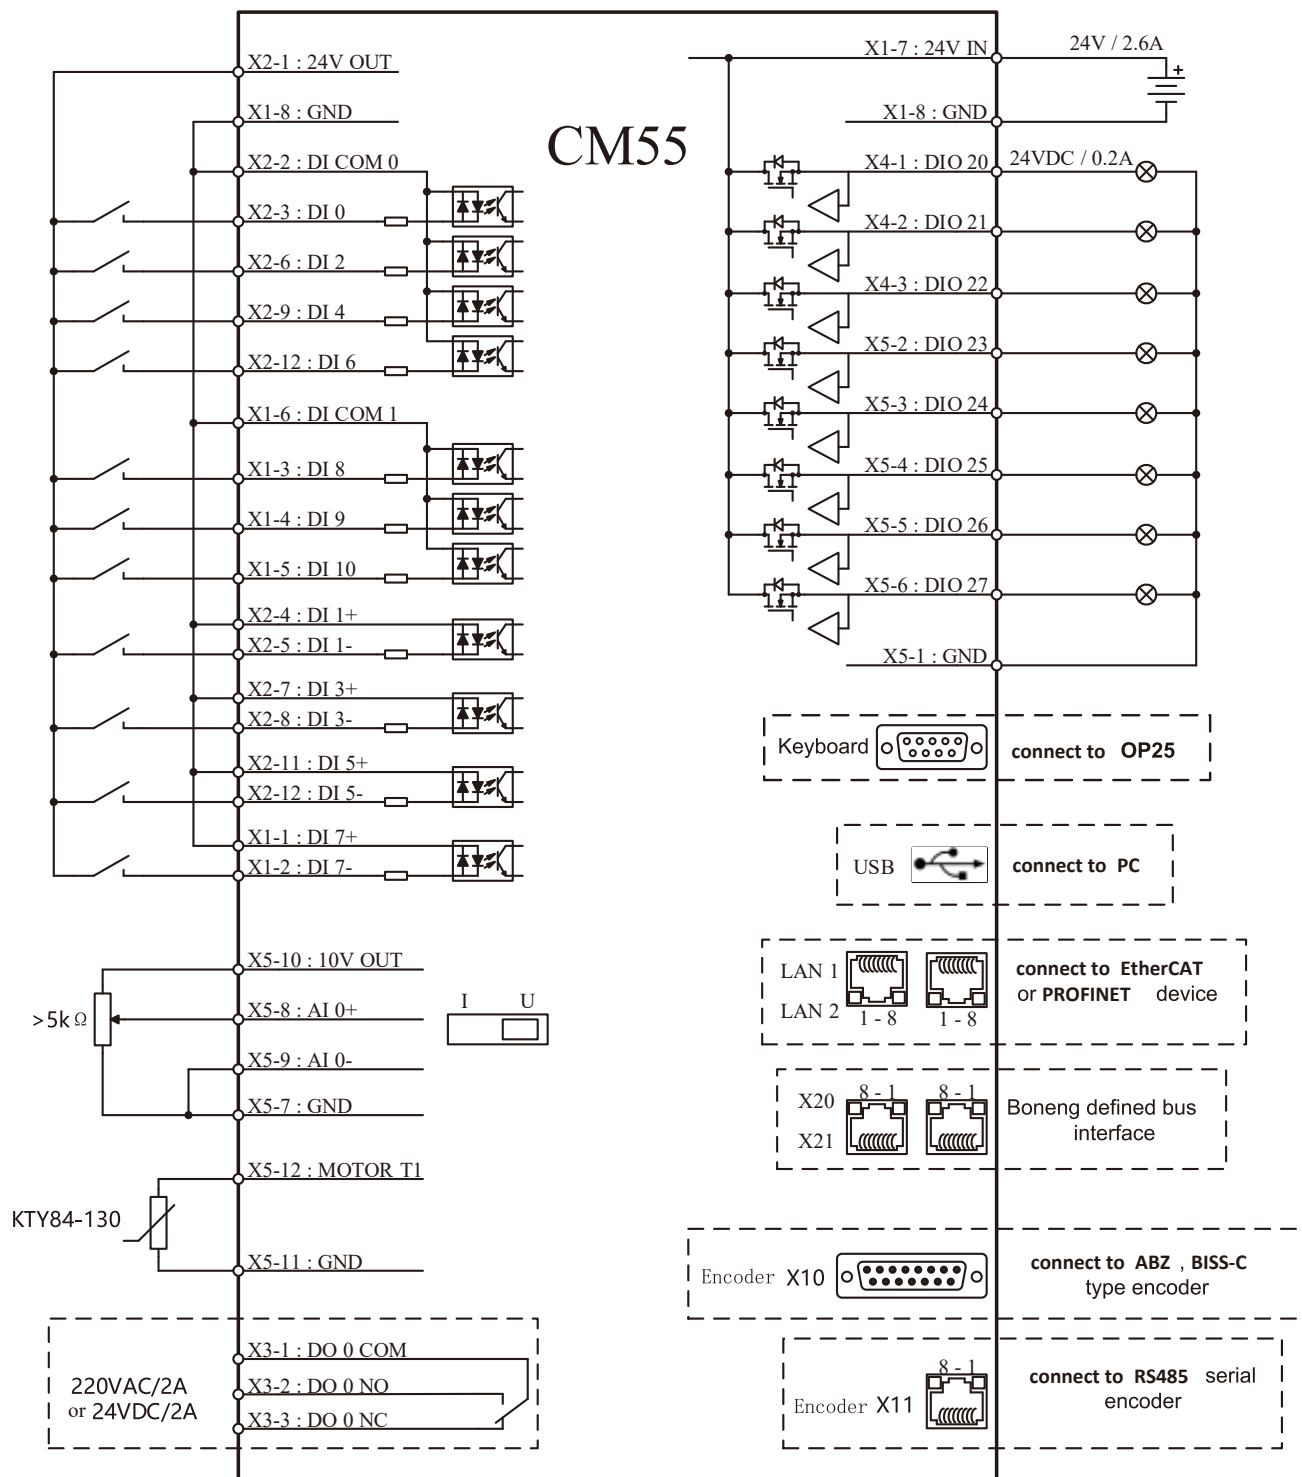 CM55
X2-1 : 24V OUT
X1-8 : GND
X2-2 : DI COM 0
X2-3 : DI 0
X2-6 : DI 2
X2-9 : DI 4
X2-12 : DI 6
X1-6 : DI COM 1
X1-3 : DI 8
X1-4 : DI 9
X1-5 : DI 10
X2-4 : DI 1+
X2-5 : DI 1-
X2-7 : DI 3+
X2-8 : DI 3-
X2-11 : DI 5+
X2-12 : DI 5-
X1-1 : DI 7+
X1-2 : DI 7-
X5-10 : 10V OUT
>5kΩ
X5-8 : AI 0+
I U
X5-9 : AI 0-
X5-7 : GND
X5-12 : MOTOR T1
KTY84-130
X5-11 : GND
220VAC/2A
or 24VDC/2A
X3-1 : DO 0 COM
X3-2 : DO 0 NO
X3-3 : DO 0 NC
X1-7 : 24V IN
24V / 2.6A
+
X1-8 : GND
X4-1 : DIO 20
24VDC / 0.2A
X4-2 : DIO 21
X4-3 : DIO 22
X5-2 : DIO 23
X5-3 : DIO 24
X5-4 : DIO 25
X5-5 : DIO 26
X5-6 : DIO 27
X5-1 : GND
Keyboard
connect to OP25
USB
connect to PC
LAN 1
LAN 2
1 - 8
1 - 8
connect to EtherCAT
or PROFINET device
X20
X21
8 - 1
8 - 1
Boneng defined bus
interface
Encoder X10
connect to ABZ , BISS-C
type encoder
Encoder X11
8 - 1
connect to RS485 serial
encoder